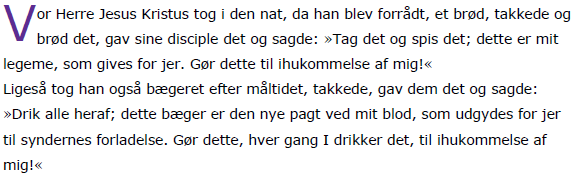 Vor Herre Jesus Kristus tog i den nat, da han blev forrådt, et brød, takkede og
brød det, gav sine disciple det og sagde: »Tag det og spis det; dette er mit
legeme, som gives for jer. Gør dette til ihukommelse af mig!«
Ligeså tog han også bægeret efter måltidet, takkede, gav dem det og sagde:
»Drik alle heraf; dette bæger er den nye pagt ved mit blod, som udgydes for jer
til syndernes forladelse. Gør dette, hver gang I drikker det, til ihukommelse af
mig!«